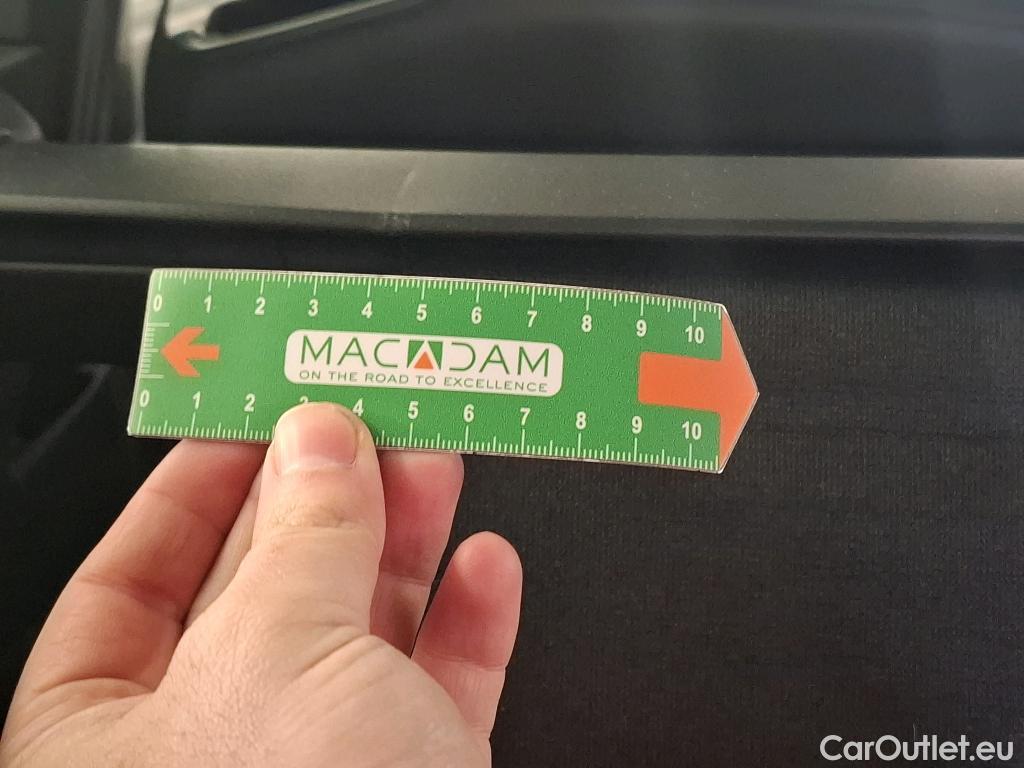 0 1 2 3 4 5 6 7 8 9 10
MACADAM
ON THE ROAD TO EXCELLENCE
0 1 2 3 4 5 6 7 8 9 10
CarOutlet.eu